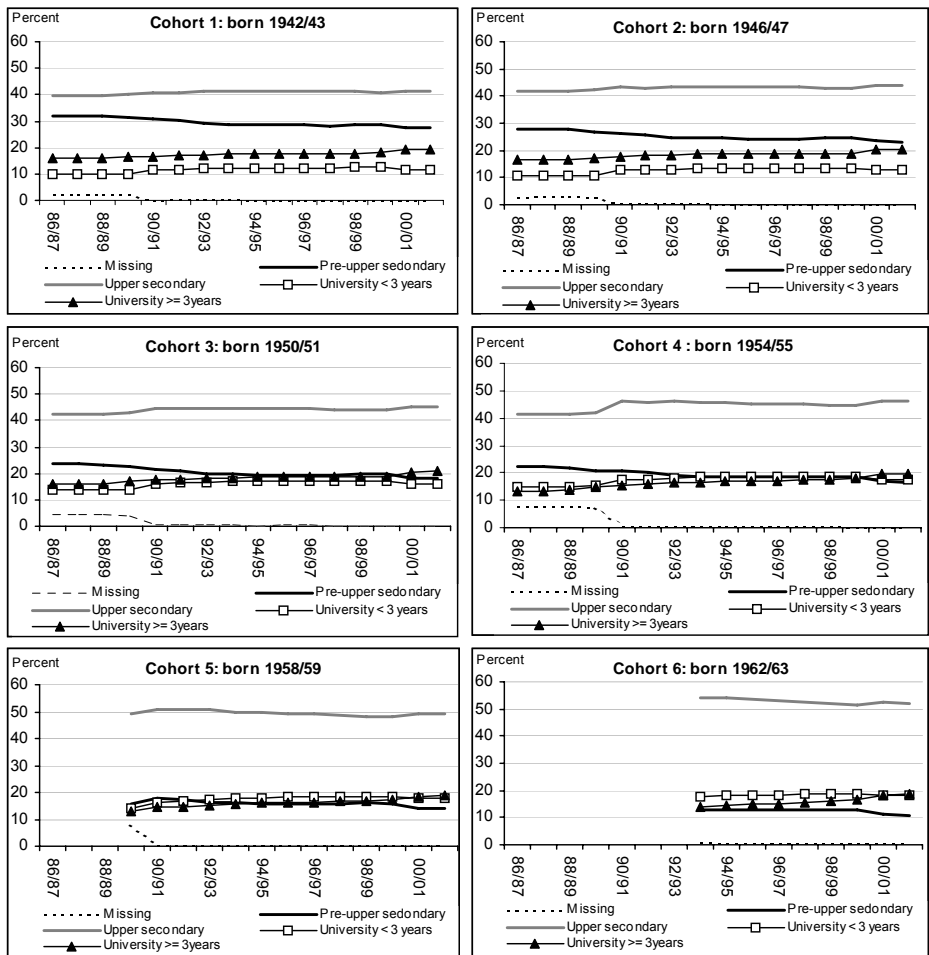 Percent
Cohort 1: born 1942/43
60
50
40
30
20
10
0
86/87
88/89
90/91
92/93
94/95
96/97
98/99
00/01
Missing
Pre-upper sedondary
Upper secondary
University < 3 years
University >= 3years
Percent
Cohort 2: born 1946/47
60
50
40
30
20
10
0
86/87
88/89
90/91
92/93
94/95
96/97
98/99
00/01
Missing
Pre-upper sedondary
Upper secondary
University < 3 years
University >= 3years
Percent
Cohort 3: born 1950/51
60
50
40
30
20
10
0
86/87
88/89
90/91
92/93
94/95
96/97
98/99
00/01
Missing
Pre-upper sedondary
Upper secondary
University < 3 years
University >= 3years
Percent
Cohort 4 : born 1954/55
60
50
40
30
20
10
0
86/87
88/89
90/91
92/93
94/95
96/97
98/99
00/01
Missing
Pre-upper sedondary
Upper secondary
University < 3 years
University >= 3years
Percent
Cohort 5: born 1958/59
60
50
40
30
20
10
0
86/87
88/89
90/91
92/93
94/95
96/97
98/99
00/01
Missing
Pre-upper sedondary
Upper secondary
University < 3 years
University >= 3years
Percent
Cohort 6: born 1962/63
60
50
40
30
20
10
0
86/87
88/89
90/91
92/93
94/95
96/97
98/99
00/01
Missing
Pre-upper sedondary
Upper secondary
University < 3 years
University >= 3years